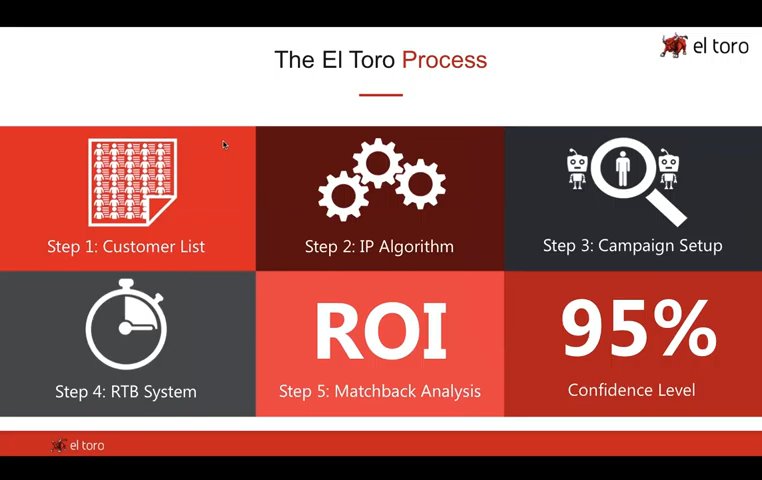 el toro
The El Toro Process
Step 1: Customer List
Step 2: IP Algorithm
Step 3: Campaign Setup
Step 4: RTB System
ROI
Step 5: Matchback Analysis
95%
Confidence Level
el toro